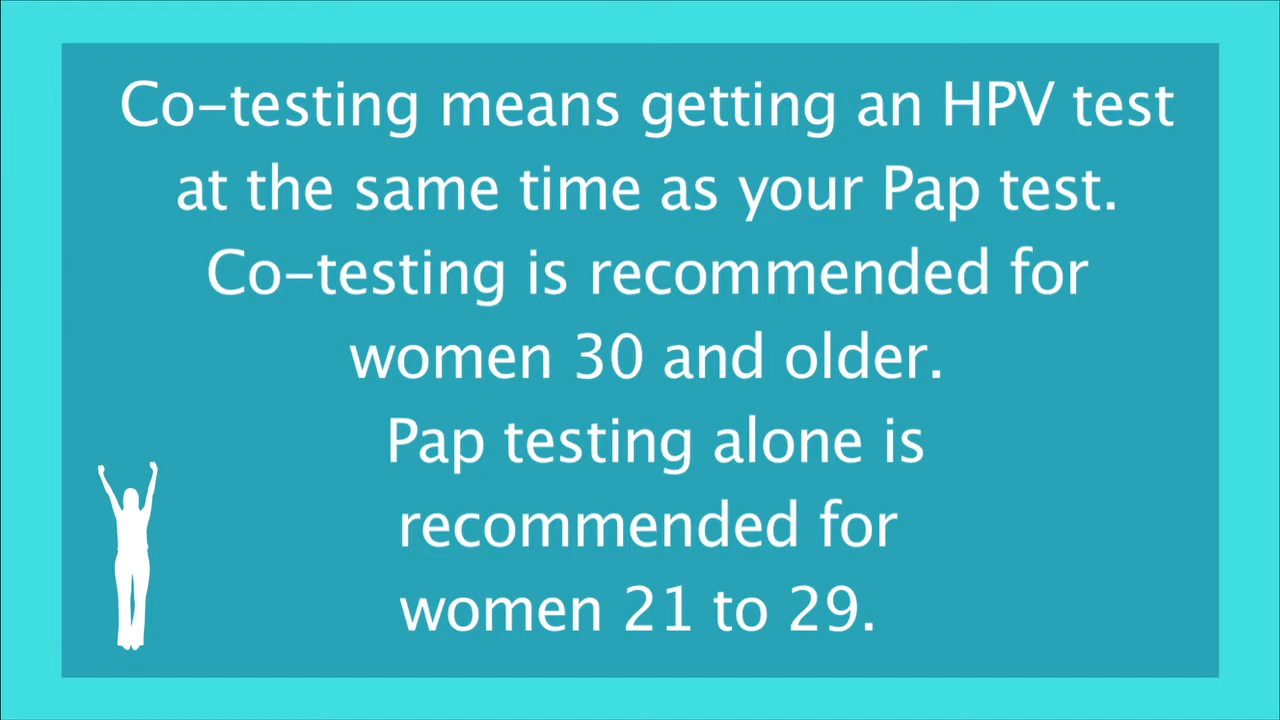 Co-testing means getting an HPV test
at the same time as your Pap test.
Co-testing is recommended for
women 30 and older.
Pap testing alone is
recommended for
women 21 to 29.